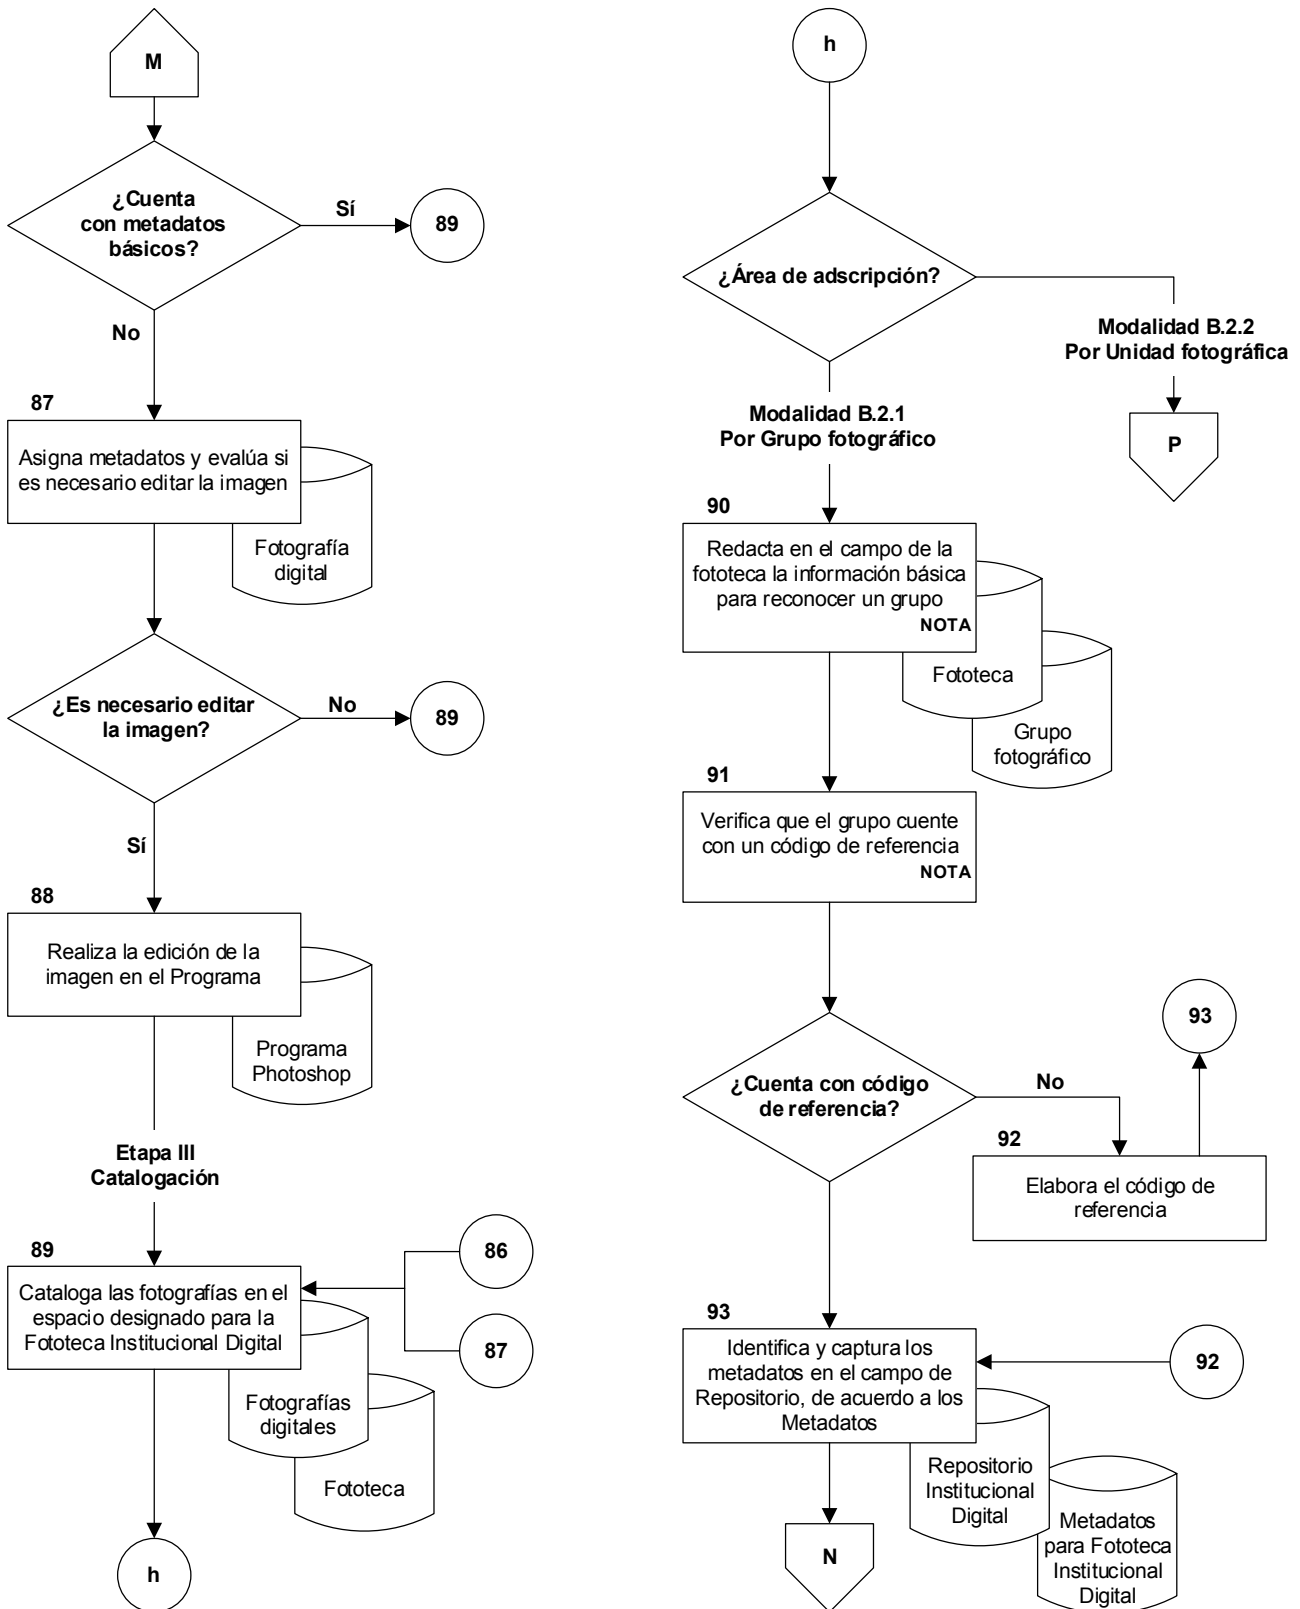 M
¿Cuenta
con metadatos
básicos?
Sí
89
No
87
Asigna metadatos y evalúa si
es necesario editar la imagen
Fotografía
digital
¿Es necesario editar
la imagen?
No
89
Sí
88
Realiza la edición de la
imagen en el Programa
Programa
Photoshop
Etapa III
Catalogación
89
Cataloga las fotografías en el
espacio designado para la
Fototeca Institucional Digital
86
87
Fotografías
digitales
Fototeca
h
h
¿Área de adscripción?
Modalidad B.2.2
Por Unidad fotográfica
P
Modalidad B.2.1
Por Grupo fotográfico
90
Redacta en el campo de la
fototeca la información básica
para reconocer un grupo
NOTA
Fototeca
Grupo
fotográfico
91
Verifica que el grupo cuente
con un código de referencia
NOTA
¿Cuenta con código
de referencia?
No
93
92
Elabora el código de
referencia
93
Identifica y captura los
metadatos en el campo de
Repositorio, de acuerdo a los
Metadatos
92
Repositorio
Institucional
Digital
Metadatos
para Fototeca
Institucional
Digital
N